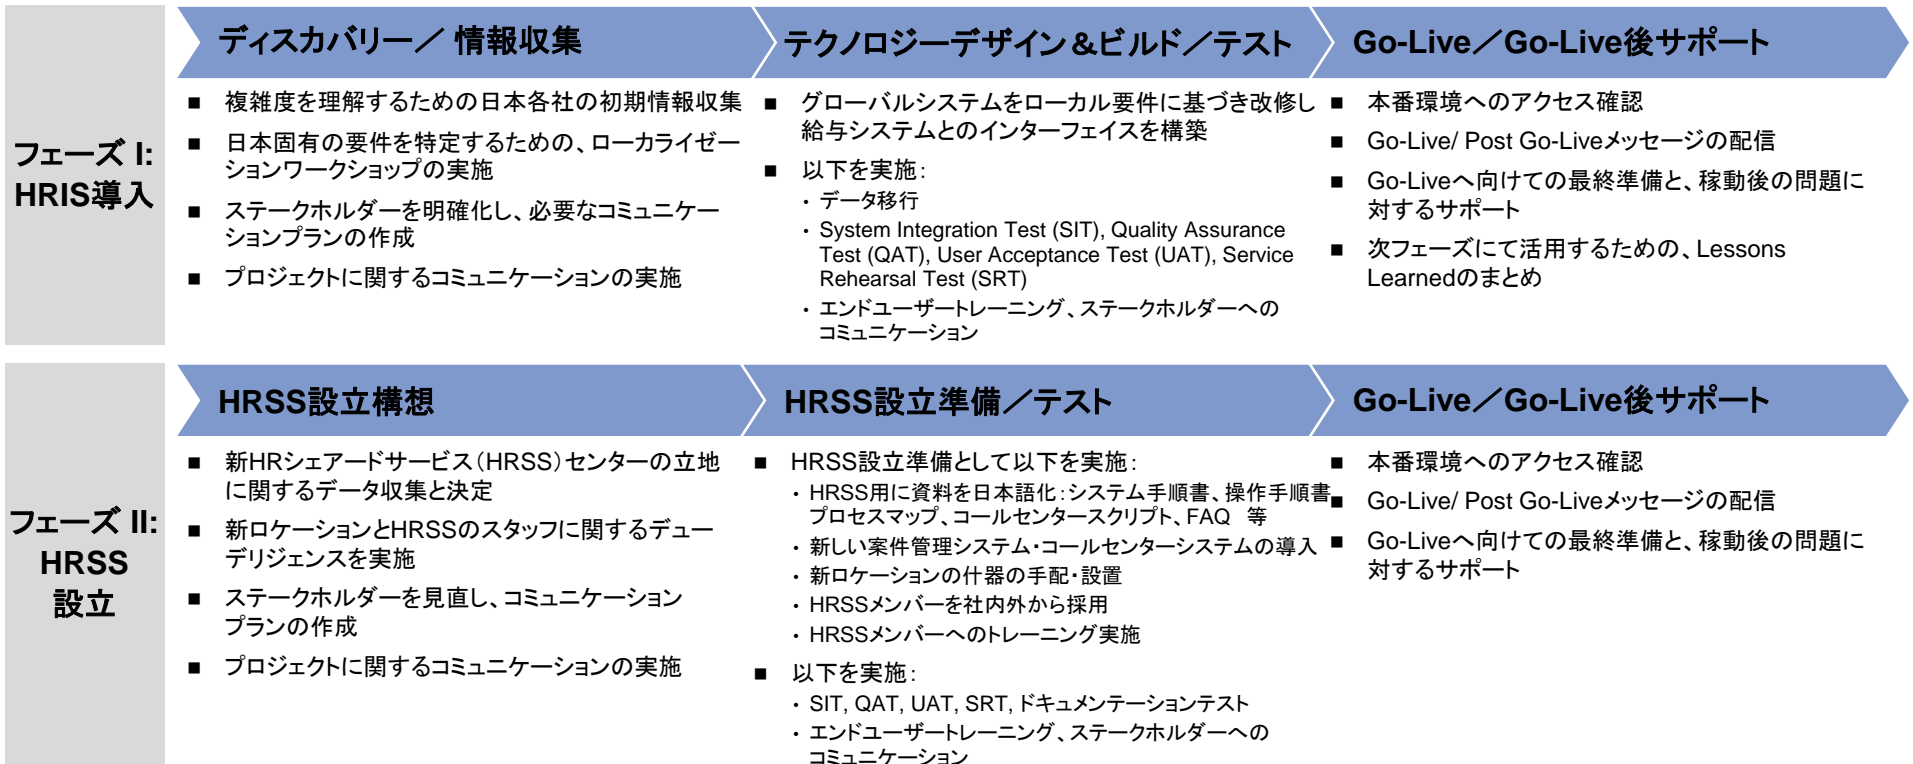 フェーズ I:
HRIS導入
ディスカバリー／ 情報収集
■ 複雑度を理解するための日本各社の初期情報収集
■ 日本固有の要件を特定するための、ローカライゼー
ションワークショップの実施
■ ステークホルダーを明確化し、必要なコミュニケー
ションプランの作成
■ プロジェクトに関するコミュニケーションの実施
テクノロジーデザイン＆ビルド／テスト
■ グローバルシステムをローカル要件に基づき改修し
給与システムとのインターフェイスを構築
■ 以下を実施：
・ データ移行
・ System Integration Test (SIT), Quality Assurance
Test (QAT), User Acceptance Test (UAT), Service
Rehearsal Test (SRT)
・ エンドユーザートレーニング、ステークホルダーへの
コミュニケーション
Go-Live／Go-Live後サポート
■ 本番環境へのアクセス確認
■ Go-Live/ Post Go-Liveメッセージの配信
■ Go-Liveへ向けての最終準備と、稼動後の問題に
対するサポート
■ 次フェーズにて活用するための、Lessons
Learnedのまとめ
フェーズ II:
HRSS
設立
HRSS設立構想
■ 新HRシェアードサービス（HRSS）センターの立地
に関するデータ収集と決定
■ 新ロケーションとHRSSのスタッフに関するデュー
デリジェンスを実施
■ ステークホルダーを見直し、コミュニケーション
プランの作成
■ プロジェクトに関するコミュニケーションの実施
HRSS設立準備／テスト
■ HRSS設立準備として以下を実施：
・ HRSS用に資料を日本語化：システム手順書、操作手順書
プロセスマップ、コールセンタースクリプト、FAQ 等
・ 新しい案件管理システム・コールセンターシステムの導入
・ 新ロケーションの什器の手配・設置
・ HRSSメンバーを社内外から採用
・ HRSSメンバーへのトレーニング実施
■ 以下を実施：
・ SIT, QAT, UAT, SRT, ドキュメンテーションテスト
・ エンドユーザートレーニング、ステークホルダーへの
コミュニケーション
Go-Live／Go-Live後サポート
■ 本番環境へのアクセス確認
■ Go-Live/ Post Go-Liveメッセージの配信
■ Go-Liveへ向けての最終準備と、稼動後の問題に
対するサポート